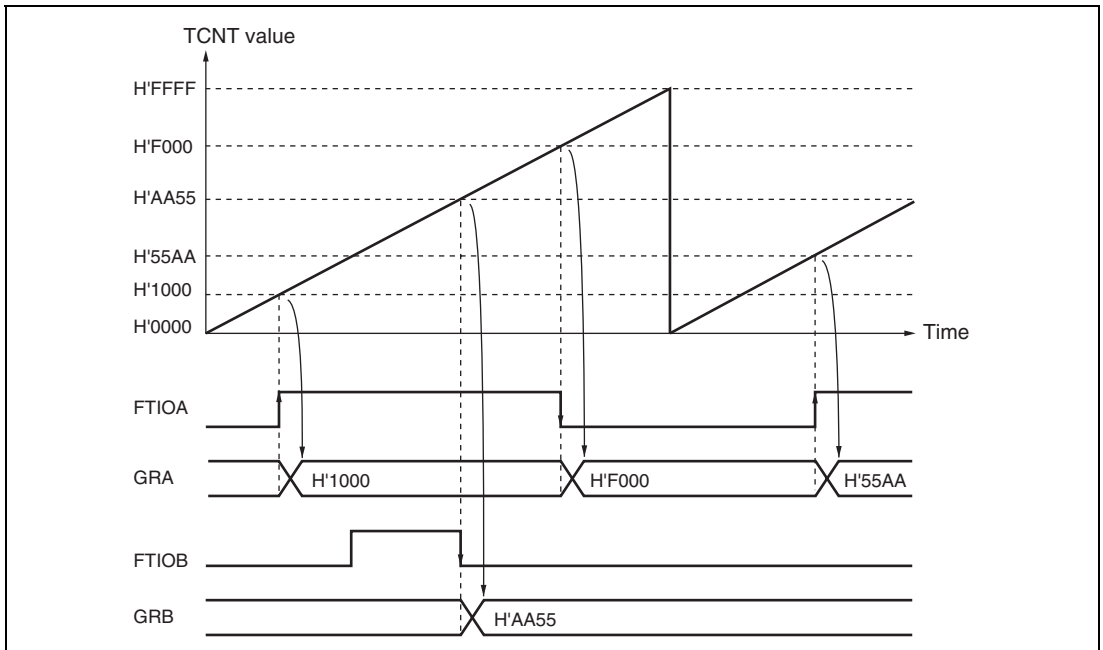 TCNT value
H'FFFF
H'F000
H'AA55
H'55AA
H'1000
H'0000
Time
FTIOA
GRA
H'1000
H'F000
H'55AA
FTIOB
GRB
H'AA55